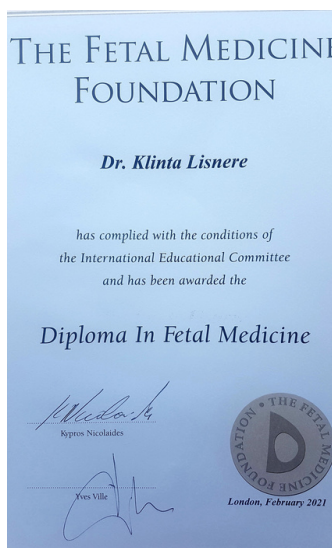 THE FETAL MEDICINE
FOUNDATION
Dr. Klinta Lisnere
has complied with the conditions of
the International Educational Committee
and has been awarded the
Diploma In Fetal Medicine
Kypros Nicolaides
Yves Ville
THE FETAL MEDICINE FOUNDATION
D
London, February 2021